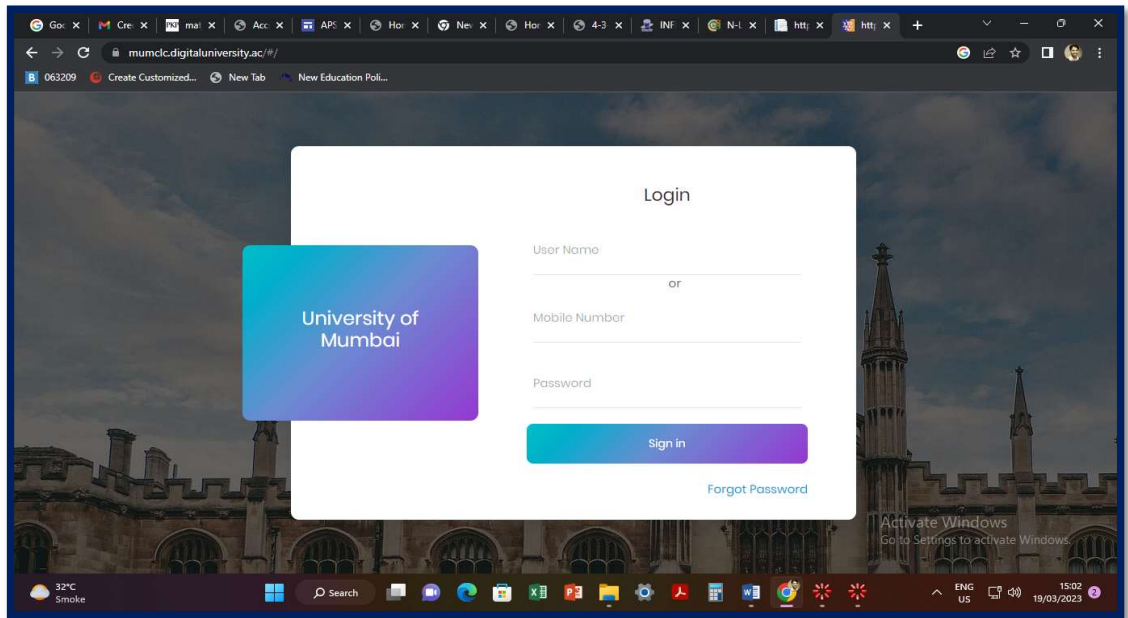 Goc
Cre
PKP
mat
Acc
APS
Hor
Nev
Hor
4-3
INF
N-L
http
http
mumclc.digitaluniversity.ac/#/
B
063209
Create Customized...
New Tab
New Education Poli...
Login
User Name
or
University of
Mumbai
Mobile Number
Password
Sign in
Forgot Password
Activate Windows
Go to Settings to activate Windows.
32°C
Smoke
Search
ENG
US
15:02
19/03/2023
2